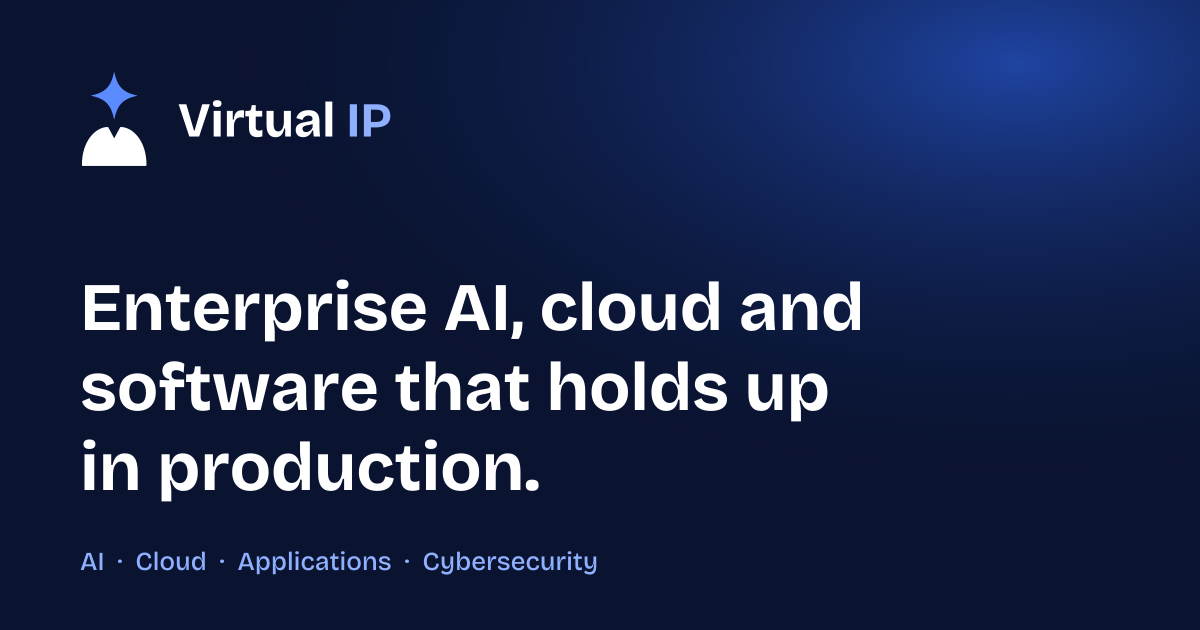 Virtual IP
Enterprise AI, cloud and
software that holds up
in production.
AI · Cloud · Applications · Cybersecurity